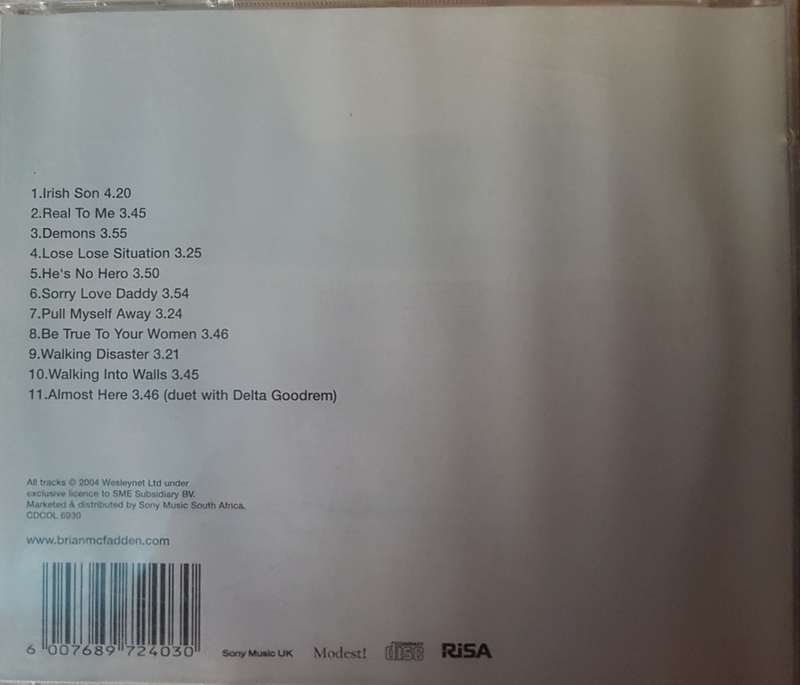 1.Irish Son 4.20
2.Real To Me 3.45
3.Demons 3.55
4.Lose Lose Situation 3.25
5.He's No Hero 3.50
6.Sorry Love Daddy 3.54
7.Pull Myself Away 3.24
8.Be True To Your Women 3.46
9.Walking Disaster 3.21
10.Walking Into Walls 3.45
11.Almost Here 3.46 (duet with Delta Goodrem)
All tracks © 2004 Wesleynet Ltd under
exclusive licence to SME Subsidiary BV.
Marketed & distributed by Sony Music South Africa.
CDCOL 6930
www.brianmcfadden.com
6 007689 724030
Sony Music UK Modest! COMPACT disc RiSA